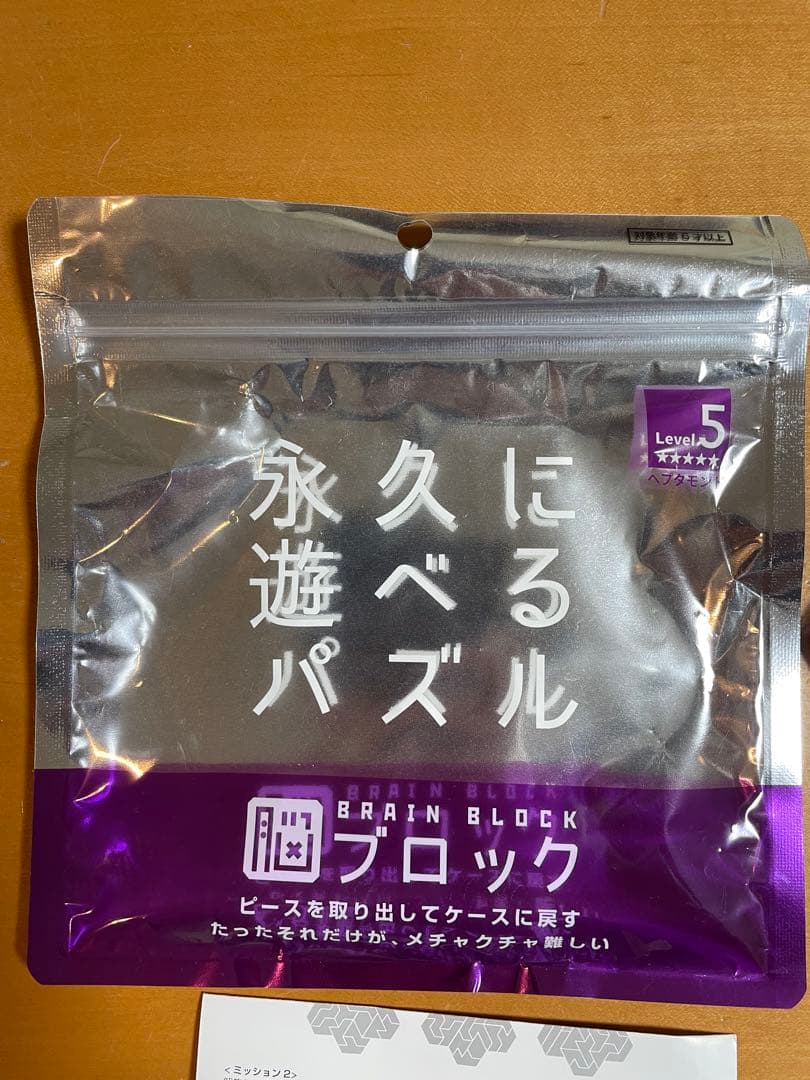 対象年齢6才以上
Level 5
★★★★★
ヘプタモンド
永久に
遊べる
パズル
BRAIN BLOCK
脳ブロック
ピースを取り出してケースに戻す
たったそれだけが、メチャクチャ難しい
<ミッション2>